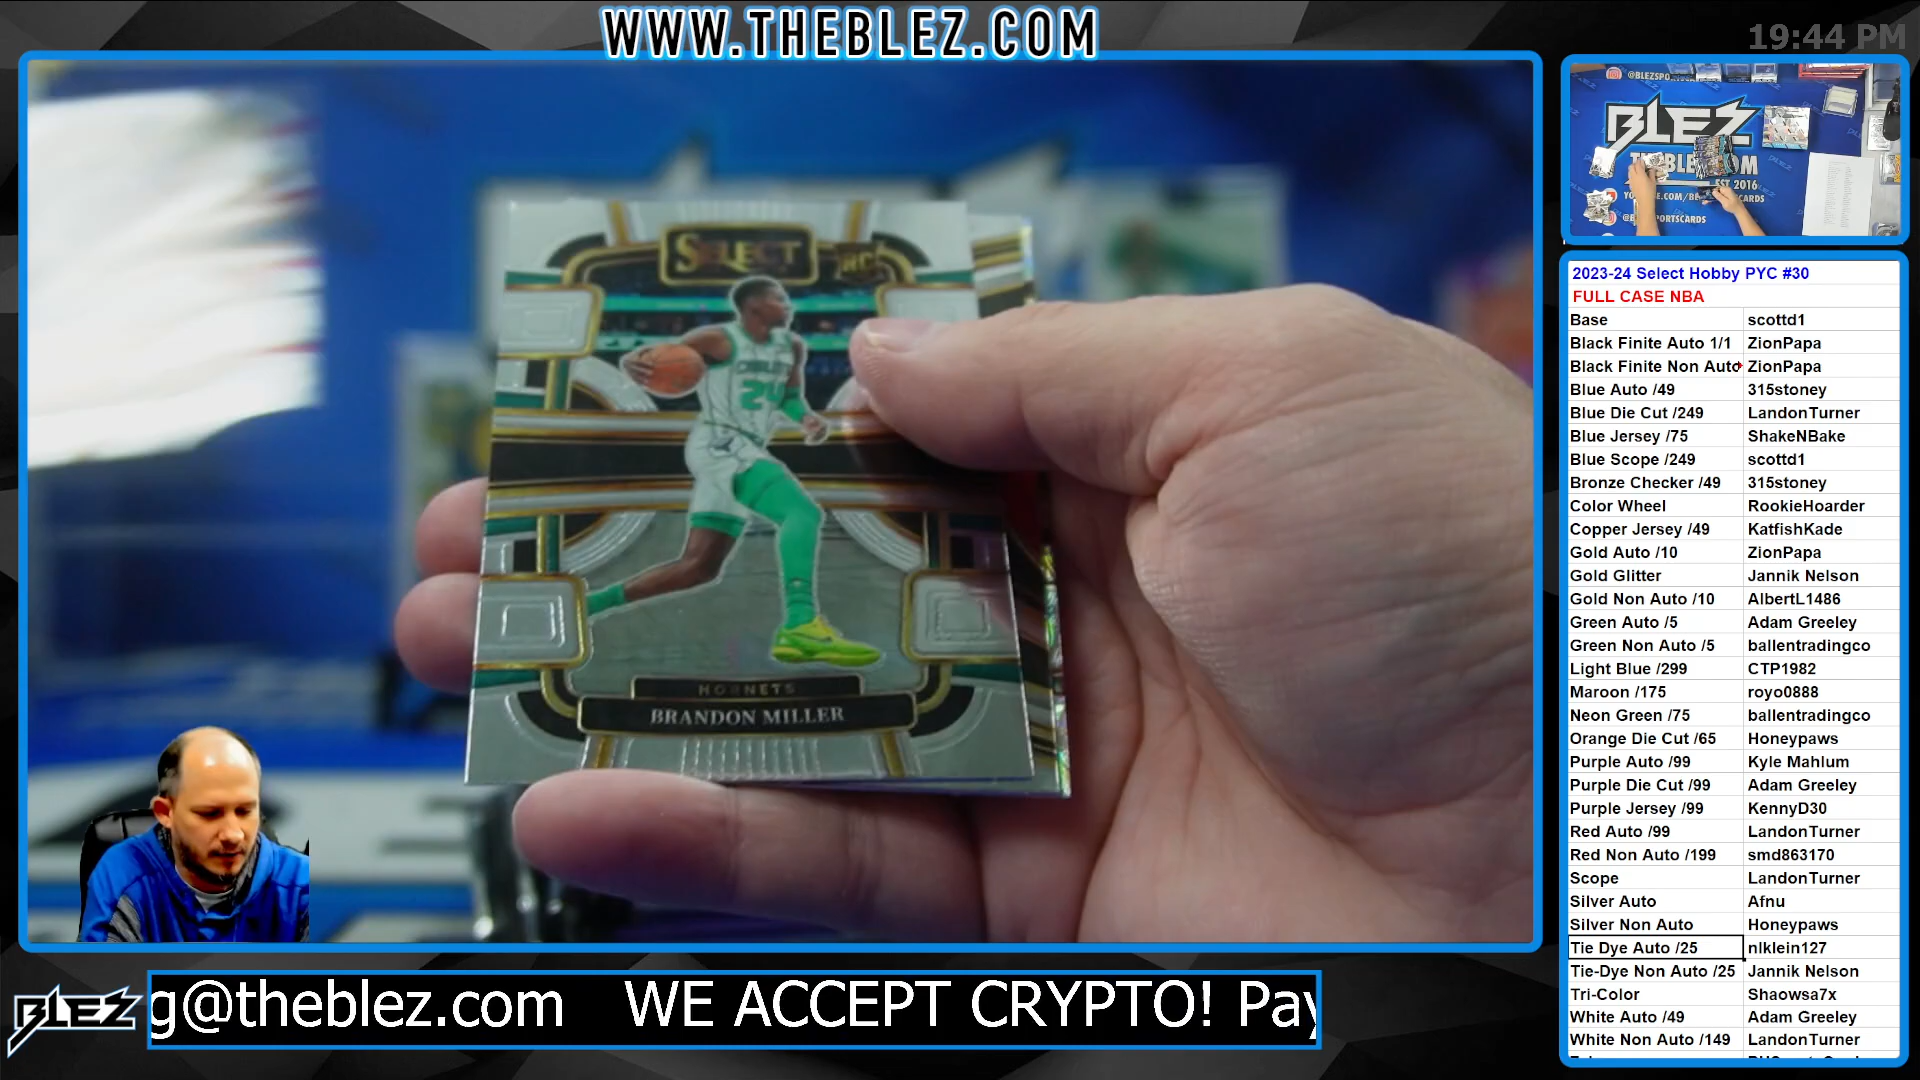 WWW.THEBLEZ.COM
19:44 PM
SELECT
RC
24
HORNETS
BRANDON MILLER
BLEZ
EST 2016
2023-24 Select Hobby PYC #30
FULL CASE NBA
Base scottd1
Black Finite Auto 1/1 ZionPapa
Black Finite Non Auto ZionPapa
Blue Auto /49 315stoney
Blue Die Cut /249 LandonTurner
Blue Jersey /75 ShakeNBake
Blue Scope /249 scottd1
Bronze Checker /49 315stoney
Color Wheel RookieHoarder
Copper Jersey /49 KatfishKade
Gold Auto /10 ZionPapa
Gold Glitter Jannik Nelson
Gold Non Auto /10 AlbertL1486
Green Auto /5 Adam Greeley
Green Non Auto /5 ballentradingco
Light Blue /299 CTP1982
Maroon /175 royo0888
Neon Green /75 ballentradingco
Orange Die Cut /65 Honeypaws
Purple Auto /99 Kyle Mahlum
Purple Die Cut /99 Adam Greeley
Purple Jersey /99 KennyD30
Red Auto /99 LandonTurner
Red Non Auto /199 smd863170
Scope LandonTurner
Silver Auto Afnu
Silver Non Auto Honeypaws
Tie Dye Auto /25 nlklein127
Tie-Dye Non Auto /25 Jannik Nelson
Tri-Color Shaowsa7x
White Auto /49 Adam Greeley
White Non Auto /149 LandonTurner
BLEZ
g@theblez.com WE ACCEPT CRYPTO! Pay